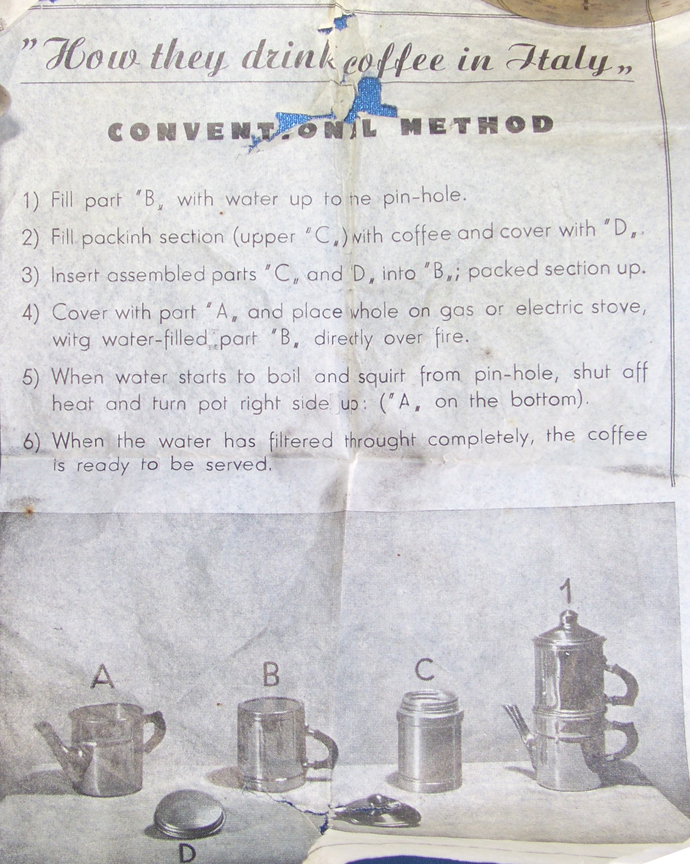 „How they drink coffee in Italy„
CONVENTIONAL METHOD
1) Fill part "B„ with water up to he pin-hole.
2) Fill packinh section (upper "C„) with coffee and cover with "D„.
3) Insert assembled parts "C„ and D„ into "B„; packed section up.
4) Cover with part "A„ and place whole on gas or electric stove,
witg water-filled part "B„ directly over fire.
5) When water starts to boil and squirt from pin-hole, shut off
heat and turn pot right side up: ("A„ on the bottom).
6) When the water has filtered throught completely, the coffee
is ready to be served.
1
A B C
D